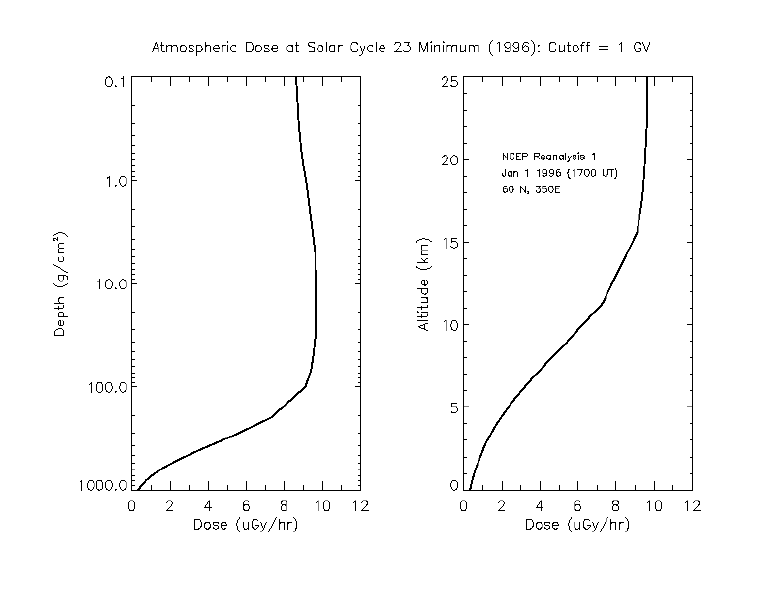 Atmospheric Dose at Solar Cycle 23 Minimum (1996): Cutoff = 1 GV
0.1
1.0
10.0
100.0
1000.0
Depth (g/cm²)
0 2 4 6 8 10 12
Dose (uGy/hr)
25
20
15
10
5
0
Altitude (km)
NCEP Reanalysis 1
Jan 1 1996 (1700 UT)
60 N, 350E
0 2 4 6 8 10 12
Dose (uGy/hr)